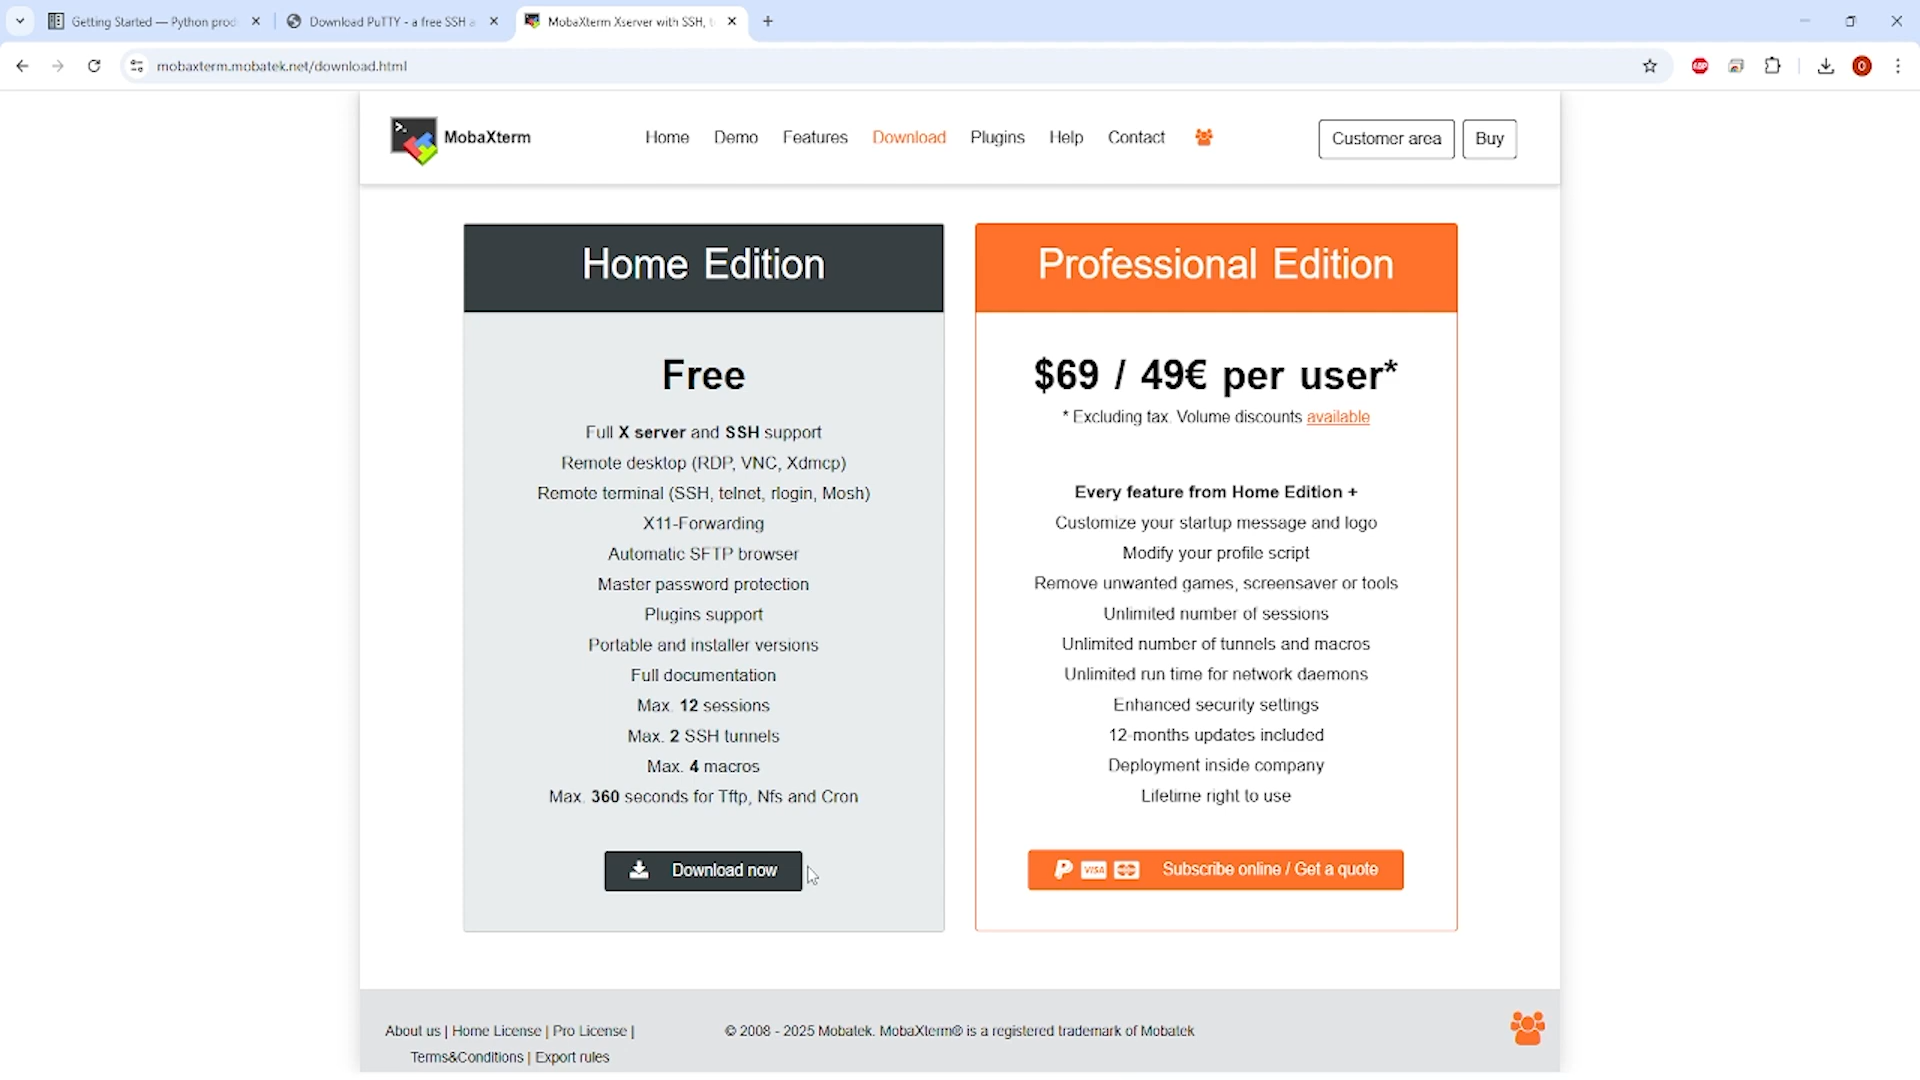 Getting Started — Python prod
Download PuTTY - a free SSH a
MobaXterm Xserver with SSH, t
mobaxterm.mobatek.net/download.html
MobaXterm
Home
Demo
Features
Download
Plugins
Help
Contact
Customer area
Buy
Home Edition
Free
Full X server and SSH support
Remote desktop (RDP, VNC, Xdmcp)
Remote terminal (SSH, telnet, rlogin, Mosh)
X11-Forwarding
Automatic SFTP browser
Master password protection
Plugins support
Portable and installer versions
Full documentation
Max. 12 sessions
Max. 2 SSH tunnels
Max. 4 macros
Max. 360 seconds for Tftp, Nfs and Cron
Download now
Professional Edition
$69 / 49€ per user*
* Excluding tax. Volume discounts available
Every feature from Home Edition +
Customize your startup message and logo
Modify your profile script
Remove unwanted games, screensaver or tools
Unlimited number of sessions
Unlimited number of tunnels and macros
Unlimited run time for network daemons
Enhanced security settings
12-months updates included
Deployment inside company
Lifetime right to use
VISA
Subscribe online / Get a quote
About us | Home License | Pro License |
Terms&Conditions | Export rules
© 2008 - 2025 Mobatek. MobaXterm® is a registered trademark of Mobatek